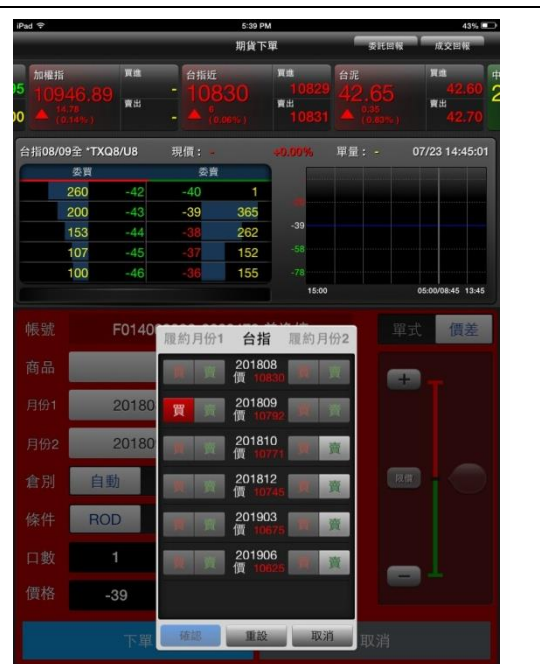 iPad 5:39 PM 43%
期貨下單 委託回報 成交回報
加權指 買進 台指近 買進 10829 台泥 買進 42.60 中
95 10946.89 - 10830 42.65 2
14.78 賣出 6 賣出 0.35 賣出
00 (0.14%) - (0.06%) 10831 (0.83%) 42.70
台指08/09全 *TXQ8/U8 現價： - +0.00% 單量： - 07/23 14:45:01
委買 委賣
260 -42 -40 1
200 -43 -39 365
153 -44 -38 262
107 -45 -37 152
100 -46 -36 155
-39
-58
-78
15:00 05:00/08:45 13:45
帳號 F0140 單式 價差
商品
月份1 20180
月份2 20180
倉別 自動
條件 ROD
口數 1
價格 -39
限價
下單 取消
履約月份1 台指 履約月份2
買 賣 201808 買 賣
價 10830
買 賣 201809 買 賣
價 10792
買 賣 201810 買 賣
價 10771
買 賣 201812 買 賣
價 10745
買 賣 201903 買 賣
價 10675
買 賣 201906 買 賣
價 10625
確認 重設 取消